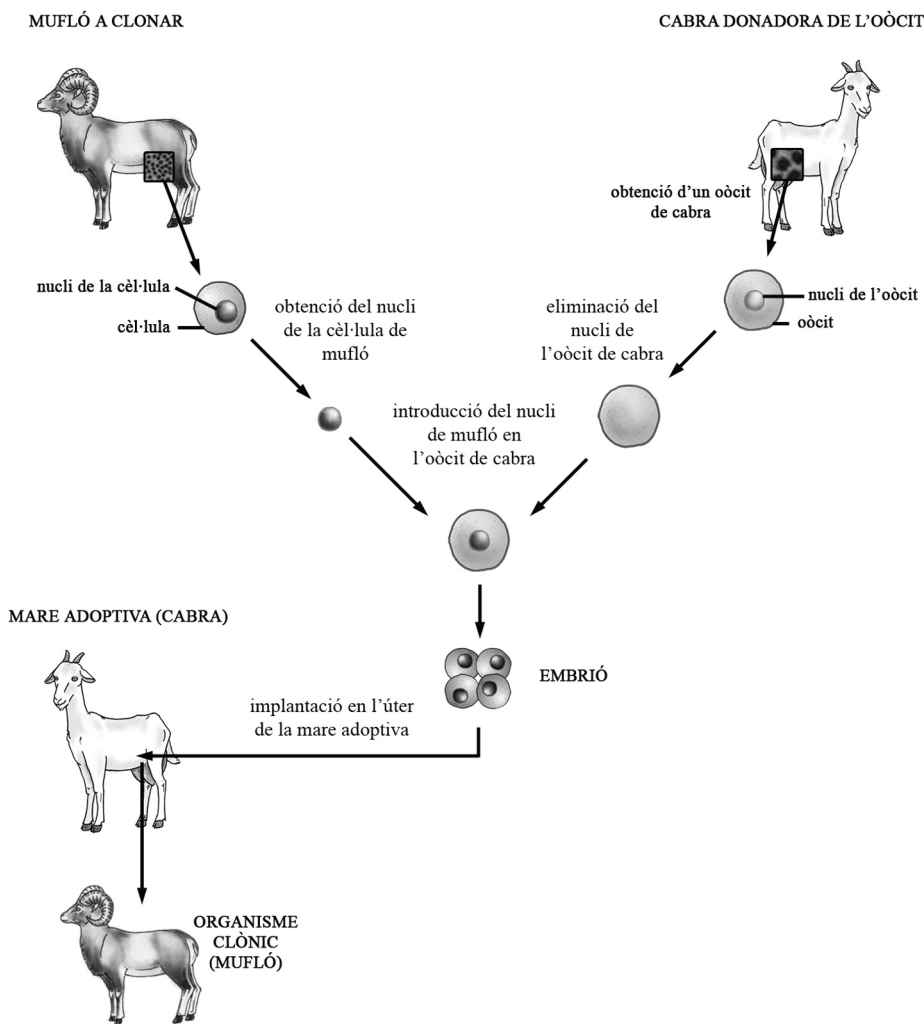 MUFLÓ A CLONAR
CABRA DONADORA DE L'OÒCIT
obtenció d'un oòcit
de cabra
nucli de la cèl·lula
cèl·lula
obtenció del nucli
de la cèl·lula de
mufló
eliminació del
nucli de
l'oòcit de cabra
nucli de l'oòcit
oòcit
introducció del nucli
de mufló en
l'oòcit de cabra
MARE ADOPTIVA (CABRA)
EMBRIÓ
implantació en l'úter
de la mare adoptiva
ORGANISME
CLÒNIC
(MUFLÓ)